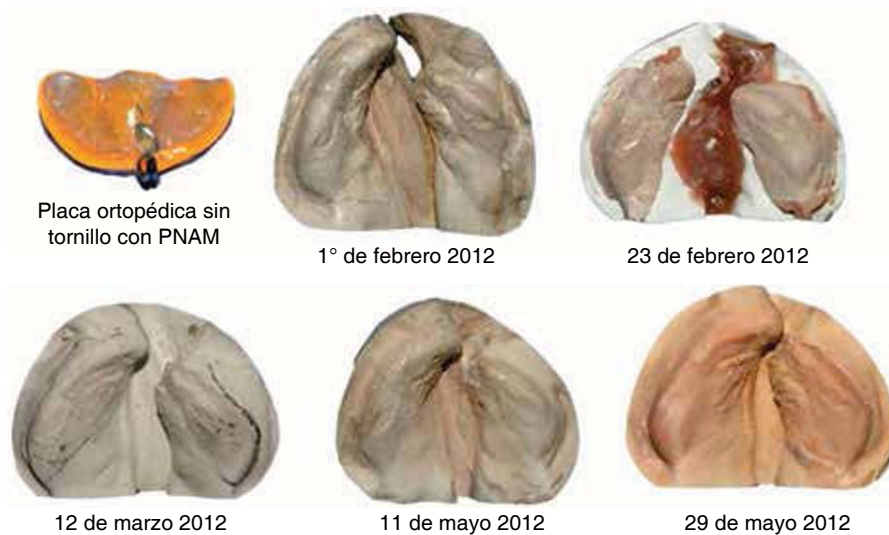 Placa ortopédica sin
tornillo con PNAM
1° de febrero 2012
23 de febrero 2012
12 de marzo 2012
11 de mayo 2012
29 de mayo 2012